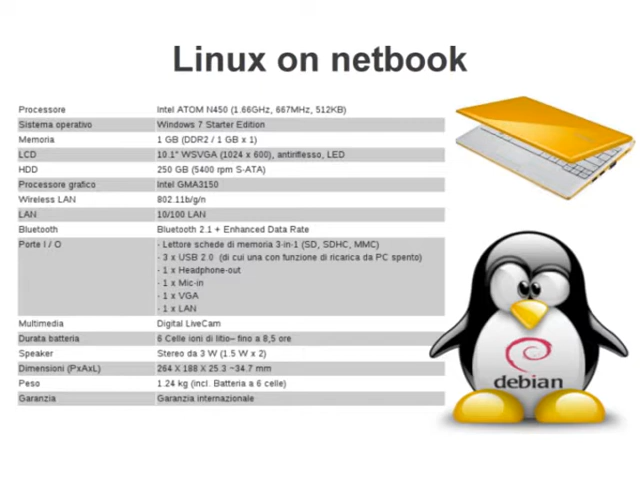 Linux on netbook
Processore Intel ATOM N450 (1.66GHz, 667MHz, 512KB)
Sistema operativo Windows 7 Starter Edition
Memoria 1 GB (DDR2 / 1 GB x 1)
LCD 10.1" WSVGA (1024 x 600), antiriflesso, LED
HDD 250 GB (5400 rpm S-ATA)
Processore grafico Intel GMA3150
Wireless LAN 802.11b/g/n
LAN 10/100 LAN
Bluetooth Bluetooth 2.1 + Enhanced Data Rate
Porte I / O - Lettore schede di memoria 3-in-1 (SD, SDHC, MMC)
- 3 x USB 2.0 (di cui una con funzione di ricarica da PC spento)
- 1 x Headphone-out
- 1 x Mic-in
- 1 x VGA
- 1 x LAN
Multimedia Digital LiveCam
Durata batteria 6 Celle ioni di litio– fino a 8,5 ore
Speaker Stereo da 3 W (1.5 W x 2)
Dimensioni (PxAxL) 264 X 188 X 25.3 ~34.7 mm
Peso 1.24 kg (incl. Batteria a 6 celle)
Garanzia Garanzia internazionale
debian